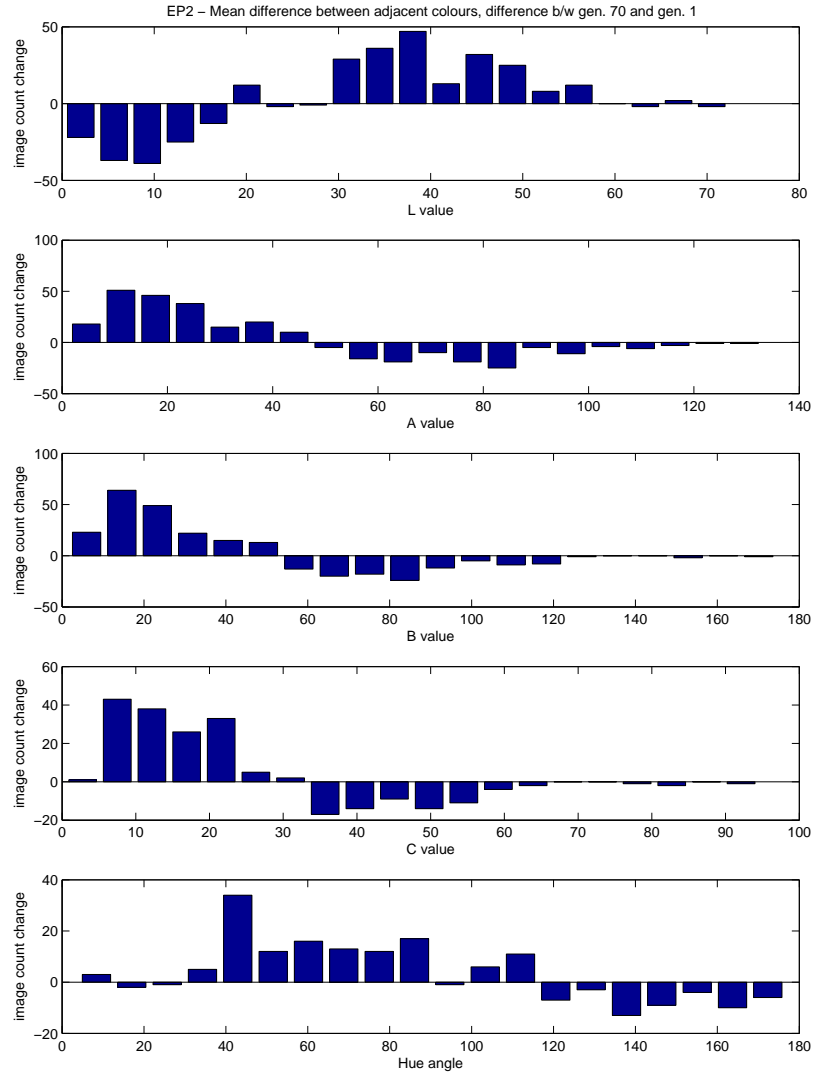 EP2 − Mean difference between adjacent colours, difference b/w gen. 70 and gen. 1
50
0
−50
image count change
0 10 20 30 40 50 60 70 80
L value
100
50
0
−50
image count change
0 20 40 60 80 100 120 140
A value
100
50
0
−50
image count change
0 20 40 60 80 100 120 140 160 180
B value
60
40
20
0
−20
image count change
0 10 20 30 40 50 60 70 80 90 100
C value
40
20
0
−20
image count change
0 20 40 60 80 100 120 140 160 180
Hue angle